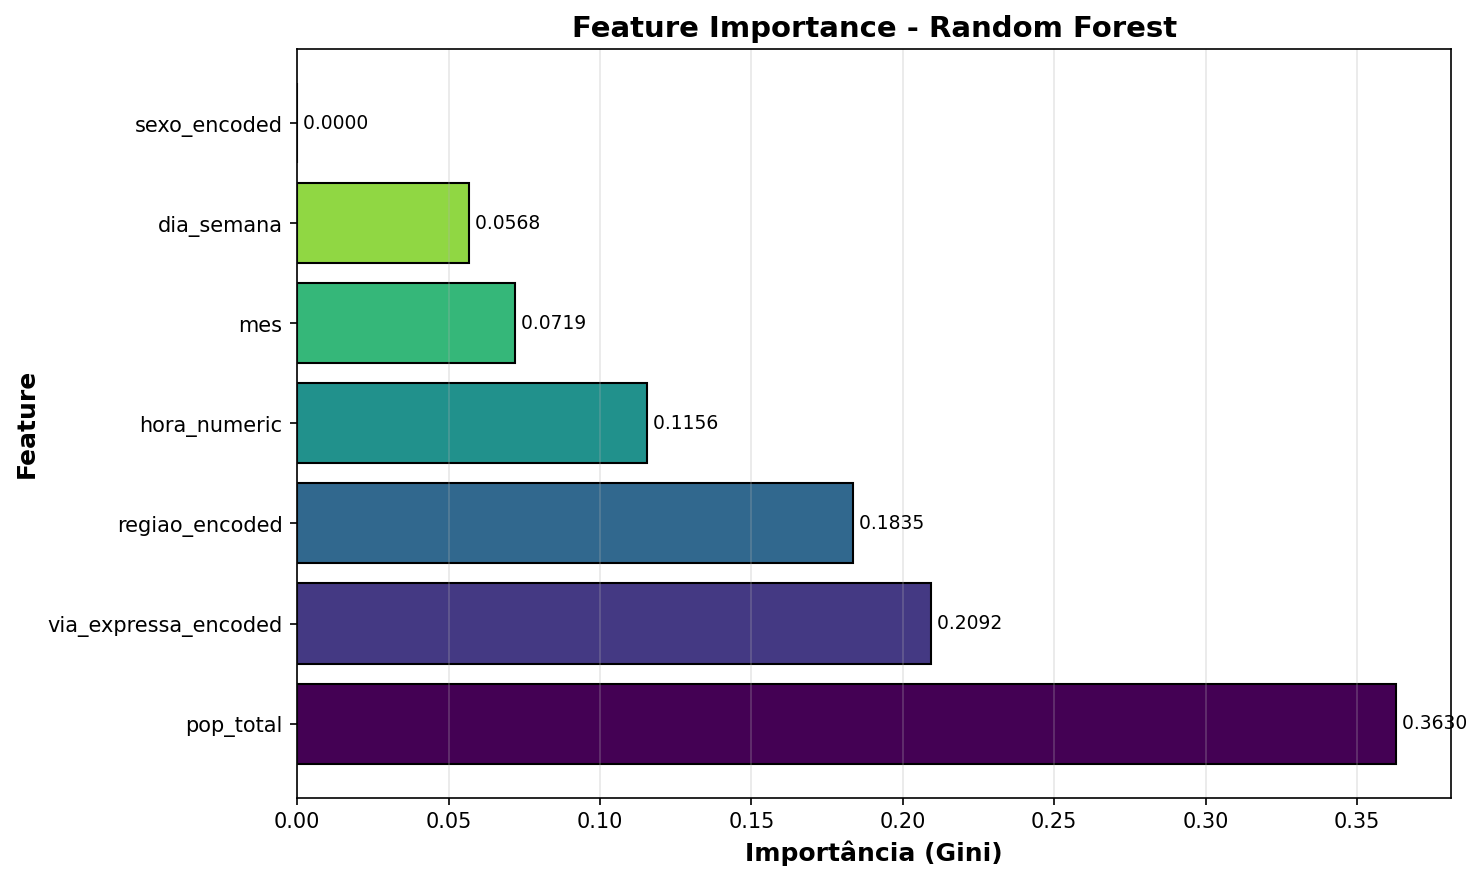 Feature Importance - Random Forest
sexo_encoded 0.0000
dia_semana 0.0568
mes 0.0719
hora_numeric 0.1156
regiao_encoded 0.1835
via_expressa_encoded 0.2092
pop_total 0.3630
Feature
0.00 0.05 0.10 0.15 0.20 0.25 0.30 0.35
Importância (Gini)